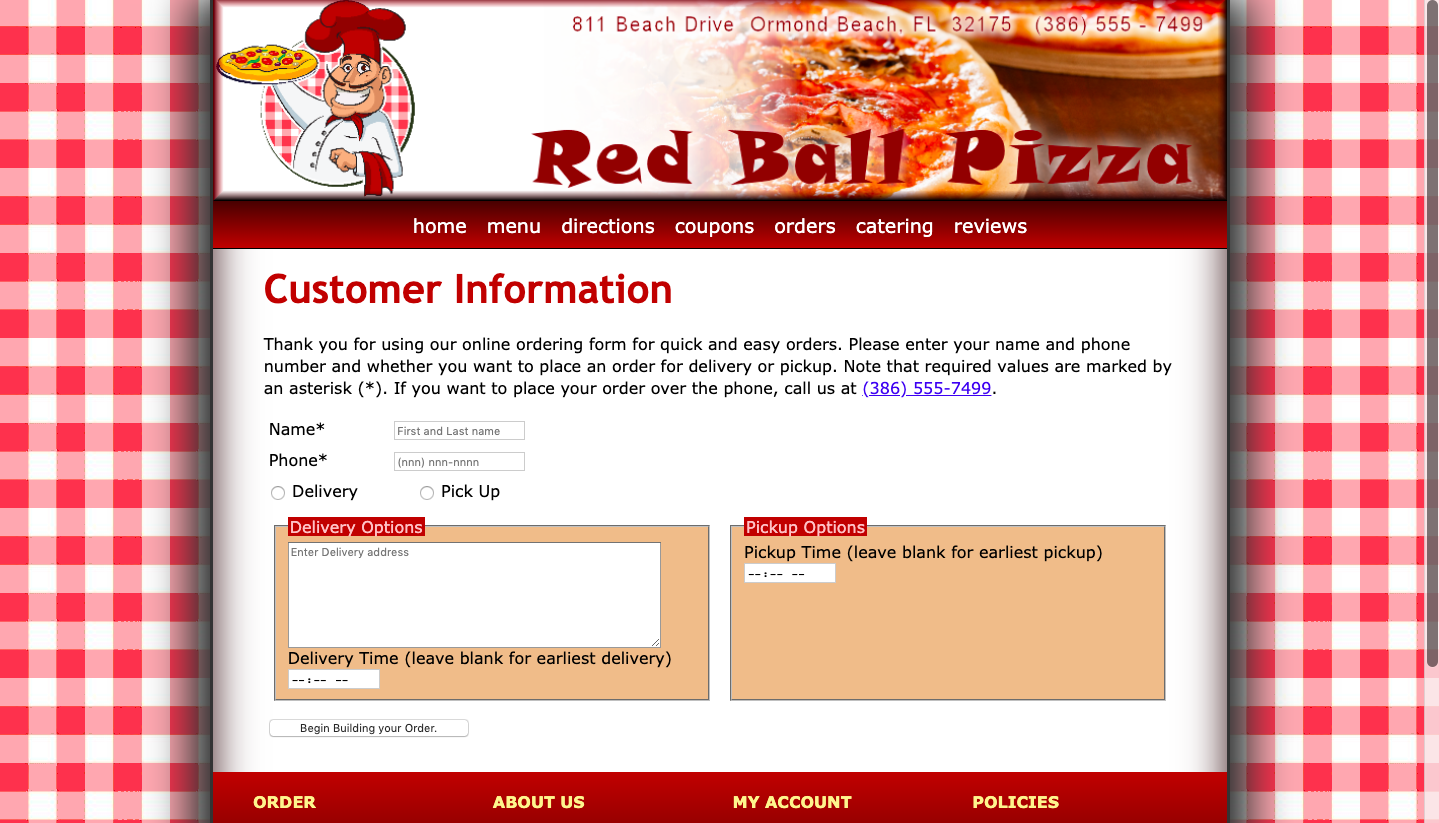 811 Beach Drive Ormond Beach, FL 32175 (386) 555 - 7499
Red Ball Pizza
home menu directions coupons orders catering reviews
Customer Information
Thank you for using our online ordering form for quick and easy orders. Please enter your name and phone
number and whether you want to place an order for delivery or pickup. Note that required values are marked by
an asterisk (*). If you want to place your order over the phone, call us at (386) 555-7499.
Name* First and Last name
Phone* (nnn) nnn-nnnn
Delivery Pick Up
Delivery Options
Enter Delivery address
Delivery Time (leave blank for earliest delivery)
--:-- --
Pickup Options
Pickup Time (leave blank for earliest pickup)
--:-- --
Begin Building your Order.
ORDER ABOUT US MY ACCOUNT POLICIES